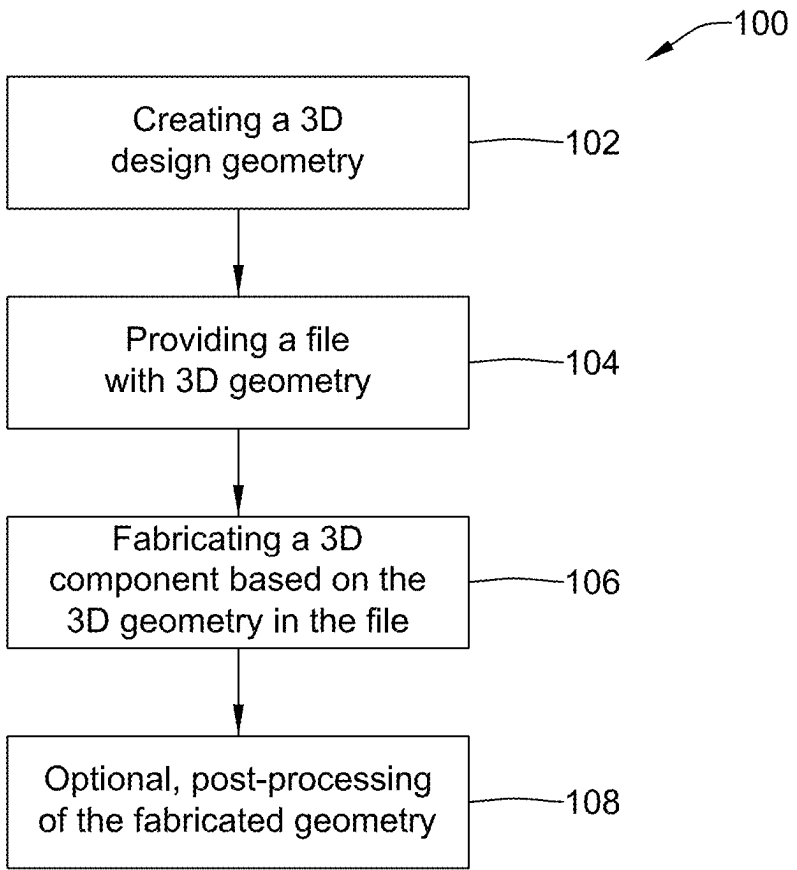 100
Creating a 3D
design geometry
102
Providing a file
with 3D geometry
104
Fabricating a 3D
component based on the
3D geometry in the file
106
Optional, post-processing
of the fabricated geometry
108